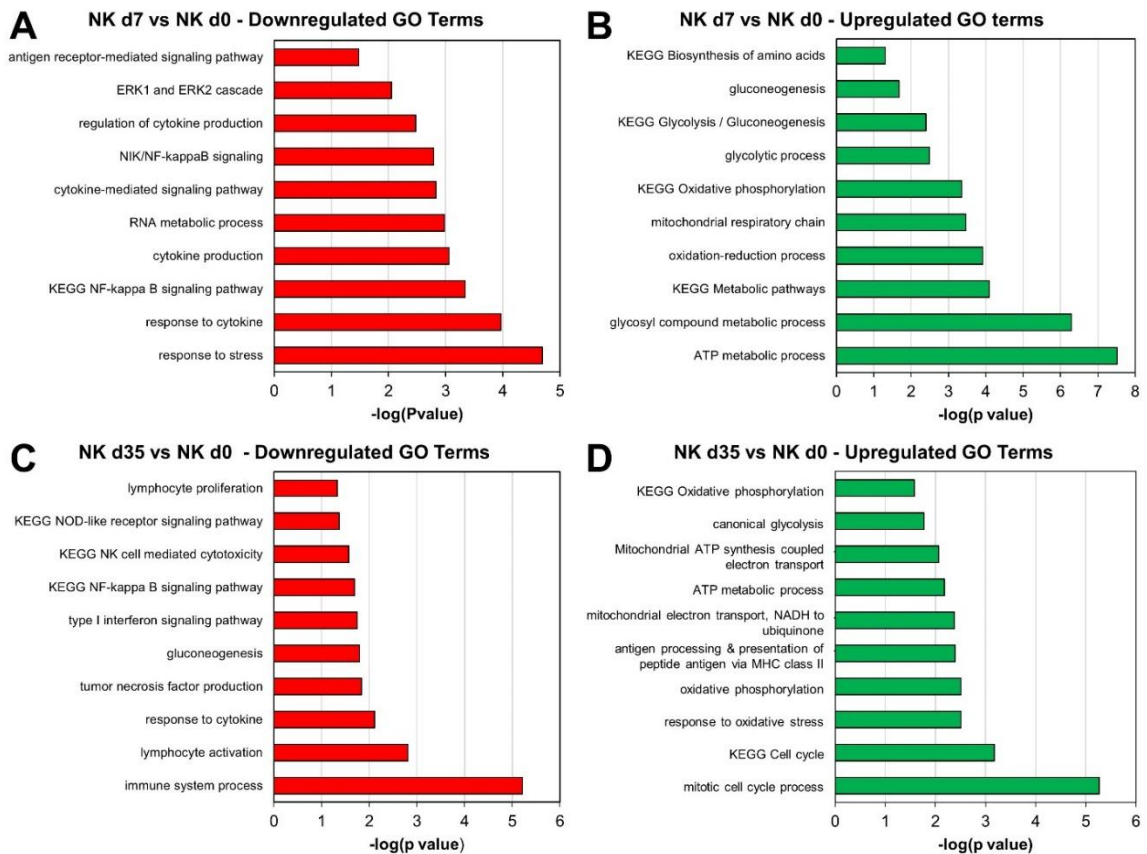 A
NK d7 vs NK d0 - Downregulated GO Terms
antigen receptor-mediated signaling pathway
ERK1 and ERK2 cascade
regulation of cytokine production
NIK/NF-kappaB signaling
cytokine-mediated signaling pathway
RNA metabolic process
cytokine production
KEGG NF-kappa B signaling pathway
response to cytokine
response to stress
0 1 2 3 4 5
-log(Pvalue)
B
NK d7 vs NK d0 - Upregulated GO terms
KEGG Biosynthesis of amino acids
gluconeogenesis
KEGG Glycolysis / Gluconeogenesis
glycolytic process
KEGG Oxidative phosphorylation
mitochondrial respiratory chain
oxidation-reduction process
KEGG Metabolic pathways
glycosyl compound metabolic process
ATP metabolic process
0 1 2 3 4 5 6 7 8
-log(p value)
C
NK d35 vs NK d0 - Downregulated GO Terms
lymphocyte proliferation
KEGG NOD-like receptor signaling pathway
KEGG NK cell mediated cytotoxicity
KEGG NF-kappa B signaling pathway
type I interferon signaling pathway
gluconeogenesis
tumor necrosis factor production
response to cytokine
lymphocyte activation
immune system process
0 1 2 3 4 5 6
-log(p value)
D
NK d35 vs NK d0 - Upregulated GO Terms
KEGG Oxidative phosphorylation
canonical glycolysis
Mitochondrial ATP synthesis coupled
electron transport
ATP metabolic process
mitochondrial electron transport, NADH to
ubiquinone
antigen processing & presentation of
peptide antigen via MHC class II
oxidative phosphorylation
response to oxidative stress
KEGG Cell cycle
mitotic cell cycle process
0 1 2 3 4 5 6
-log(p value)